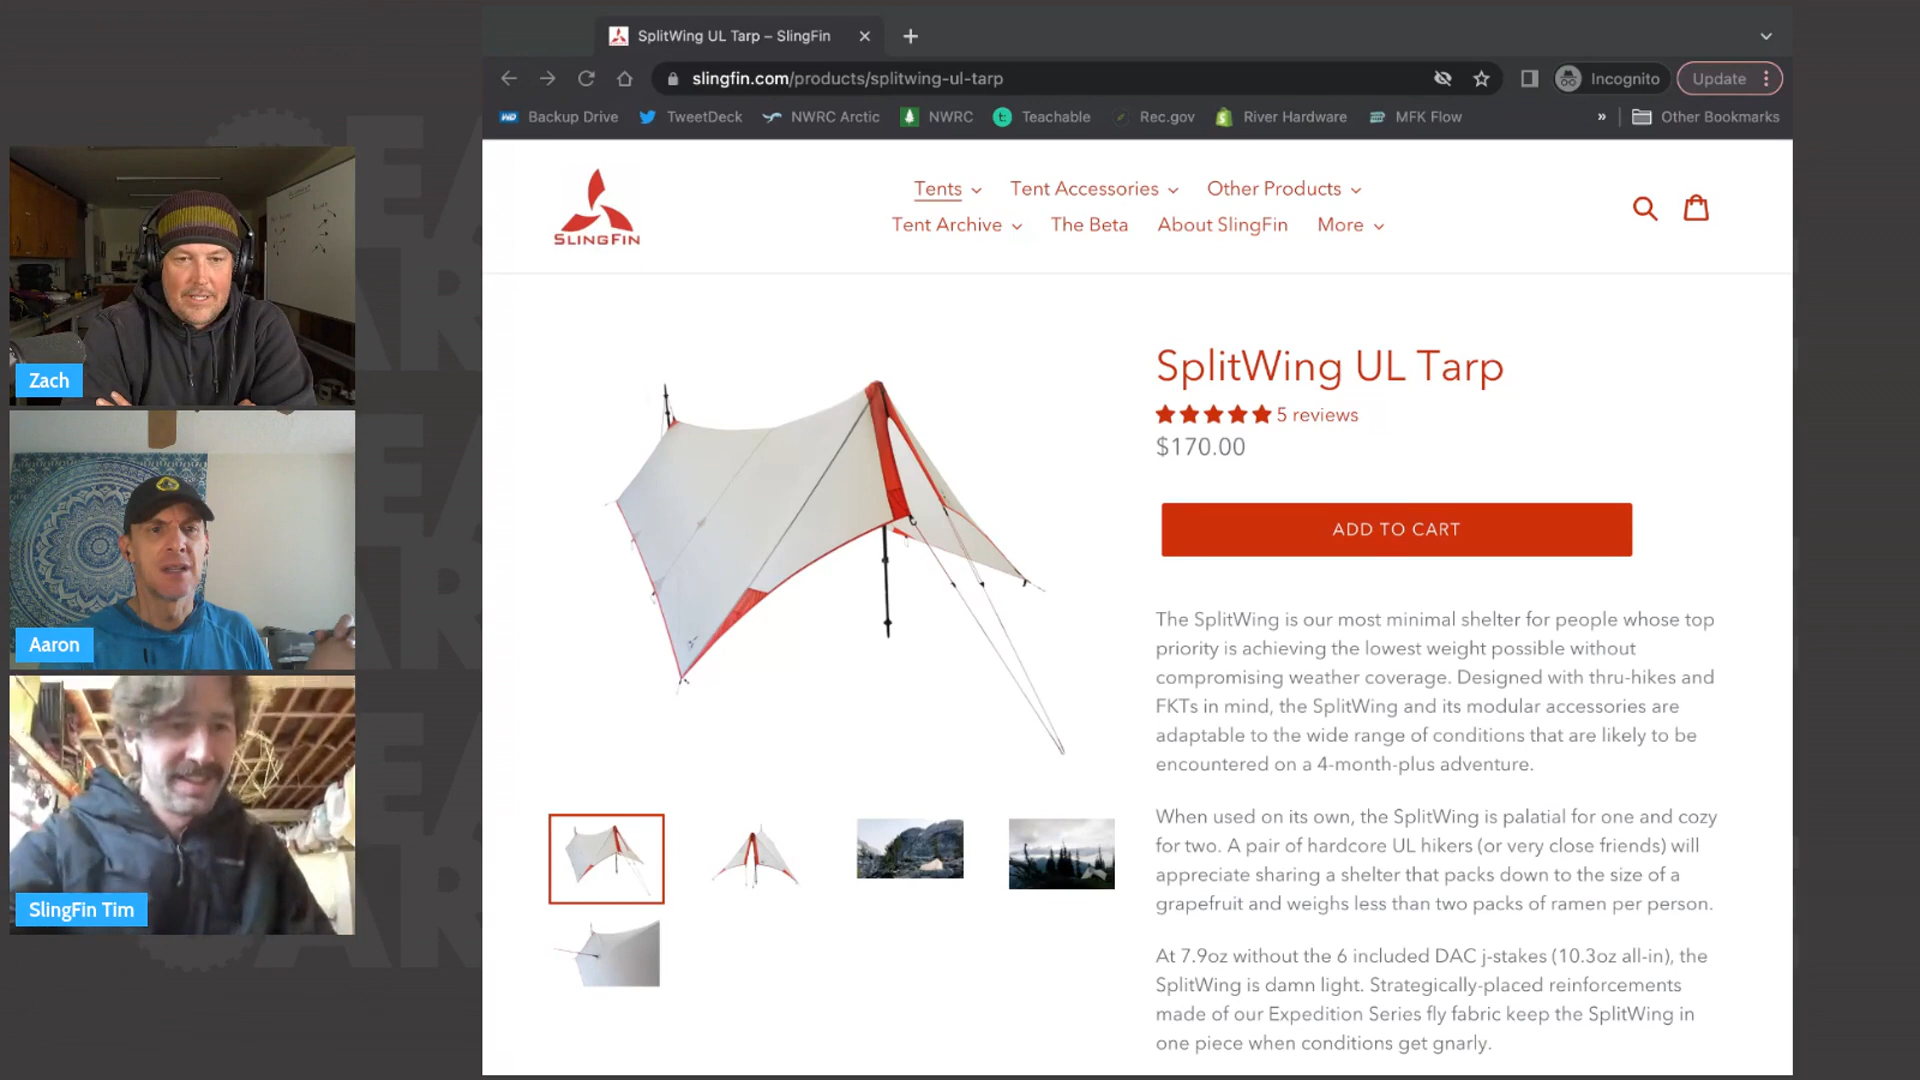 SplitWing UL Tarp – SlingFin
slingfin.com/products/splitwing-ul-tarp
Incognito
Update
Backup Drive
TweetDeck
NWRC Arctic
NWRC
Teachable
Rec.gov
River Hardware
MFK Flow
»
Other Bookmarks
SLINGFIN
Tents
Tent Accessories
Other Products
Tent Archive
The Beta
About SlingFin
More
Zach
Aaron
SlingFin Tim
SplitWing UL Tarp
5 reviews
$170.00
ADD TO CART
The SplitWing is our most minimal shelter for people whose top
priority is achieving the lowest weight possible without
compromising weather coverage. Designed with thru-hikes and
FKTs in mind, the SplitWing and its modular accessories are
adaptable to the wide range of conditions that are likely to be
encountered on a 4-month-plus adventure.
When used on its own, the SplitWing is palatial for one and cozy
for two. A pair of hardcore UL hikers (or very close friends) will
appreciate sharing a shelter that packs down to the size of a
grapefruit and weighs less than two packs of ramen per person.
At 7.9oz without the 6 included DAC j-stakes (10.3oz all-in), the
SplitWing is damn light. Strategically-placed reinforcements
made of our Expedition Series fly fabric keep the SplitWing in
one piece when conditions get gnarly.